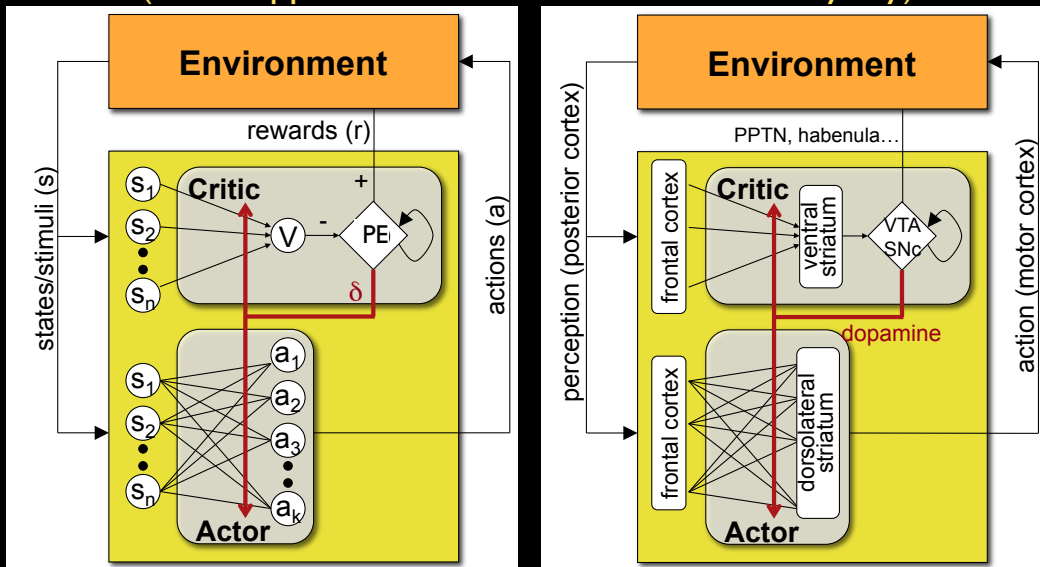 Environment
rewards (r)
states/stimuli (s)
actions (a)
s1
s2
sn
Critic
+
-
V
PE
δ
s1
s2
sn
a1
a2
a3
ak
Actor
Environment
PPTN, habenula…
perception (posterior cortex)
action (motor cortex)
frontal cortex
Critic
ventral
striatum
VTA
SNc
dopamine
frontal cortex
dorsolateral
striatum
Actor